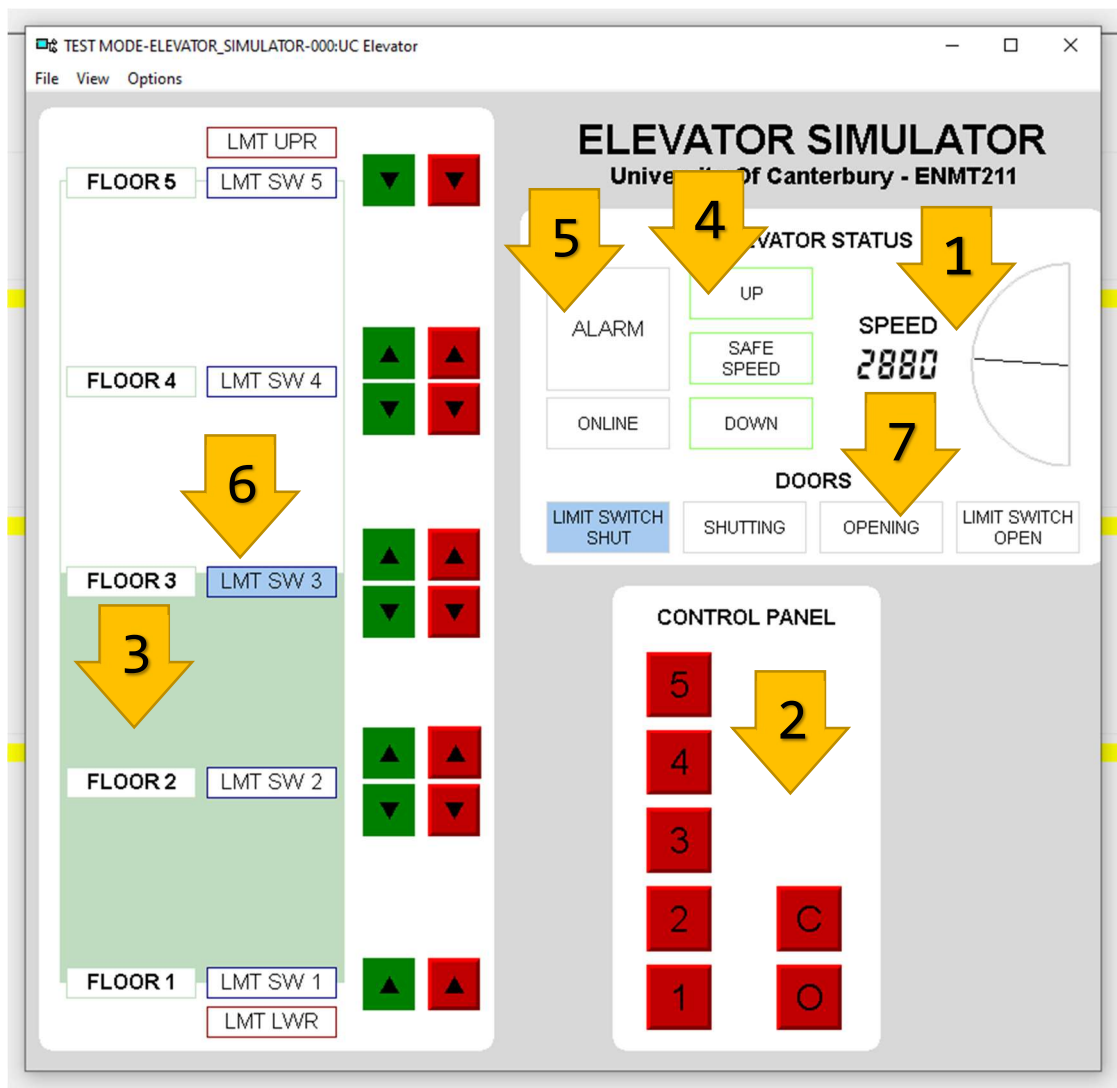 TEST MODE-ELEVATOR_SIMULATOR-000:UC Elevator
File View Options
ELEVATOR SIMULATOR
Of Canterbury - ENMT211
LMT UPR
FLOOR 5 LMT SW 5 ▼ ▼
▲ ▲
FLOOR 4 LMT SW 4
▼ ▼
6
▲ ▲
FLOOR 3 LMT SW 3
▼ ▼
3
▲ ▲
FLOOR 2 LMT SW 2
▼ ▼
FLOOR 1 LMT SW 1 ▲ ▲
LMT LWR
5 4 1
STATUS
ALARM
UP
SPEED
SAFE
SPEED
2880
ONLINE DOWN
7
DOORS
LIMIT SWITCH
SHUT
SHUTTING
OPENING
LIMIT SWITCH
OPEN
CONTROL PANEL
5
2
4
3
2 C
1 O